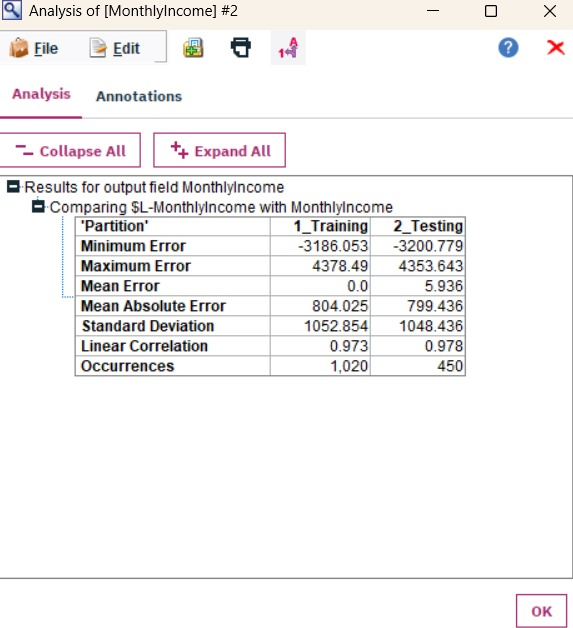 Analysis of [MonthlyIncome] #2
File Edit
Analysis Annotations
Collapse All Expand All
Results for output field MonthlyIncome
Comparing $L-MonthlyIncome with MonthlyIncome
'Partition' 1_Training 2_Testing
Minimum Error -3186.053 -3200.779
Maximum Error 4378.49 4353.643
Mean Error 0.0 5.936
Mean Absolute Error 804.025 799.436
Standard Deviation 1052.854 1048.436
Linear Correlation 0.973 0.978
Occurrences 1,020 450
OK